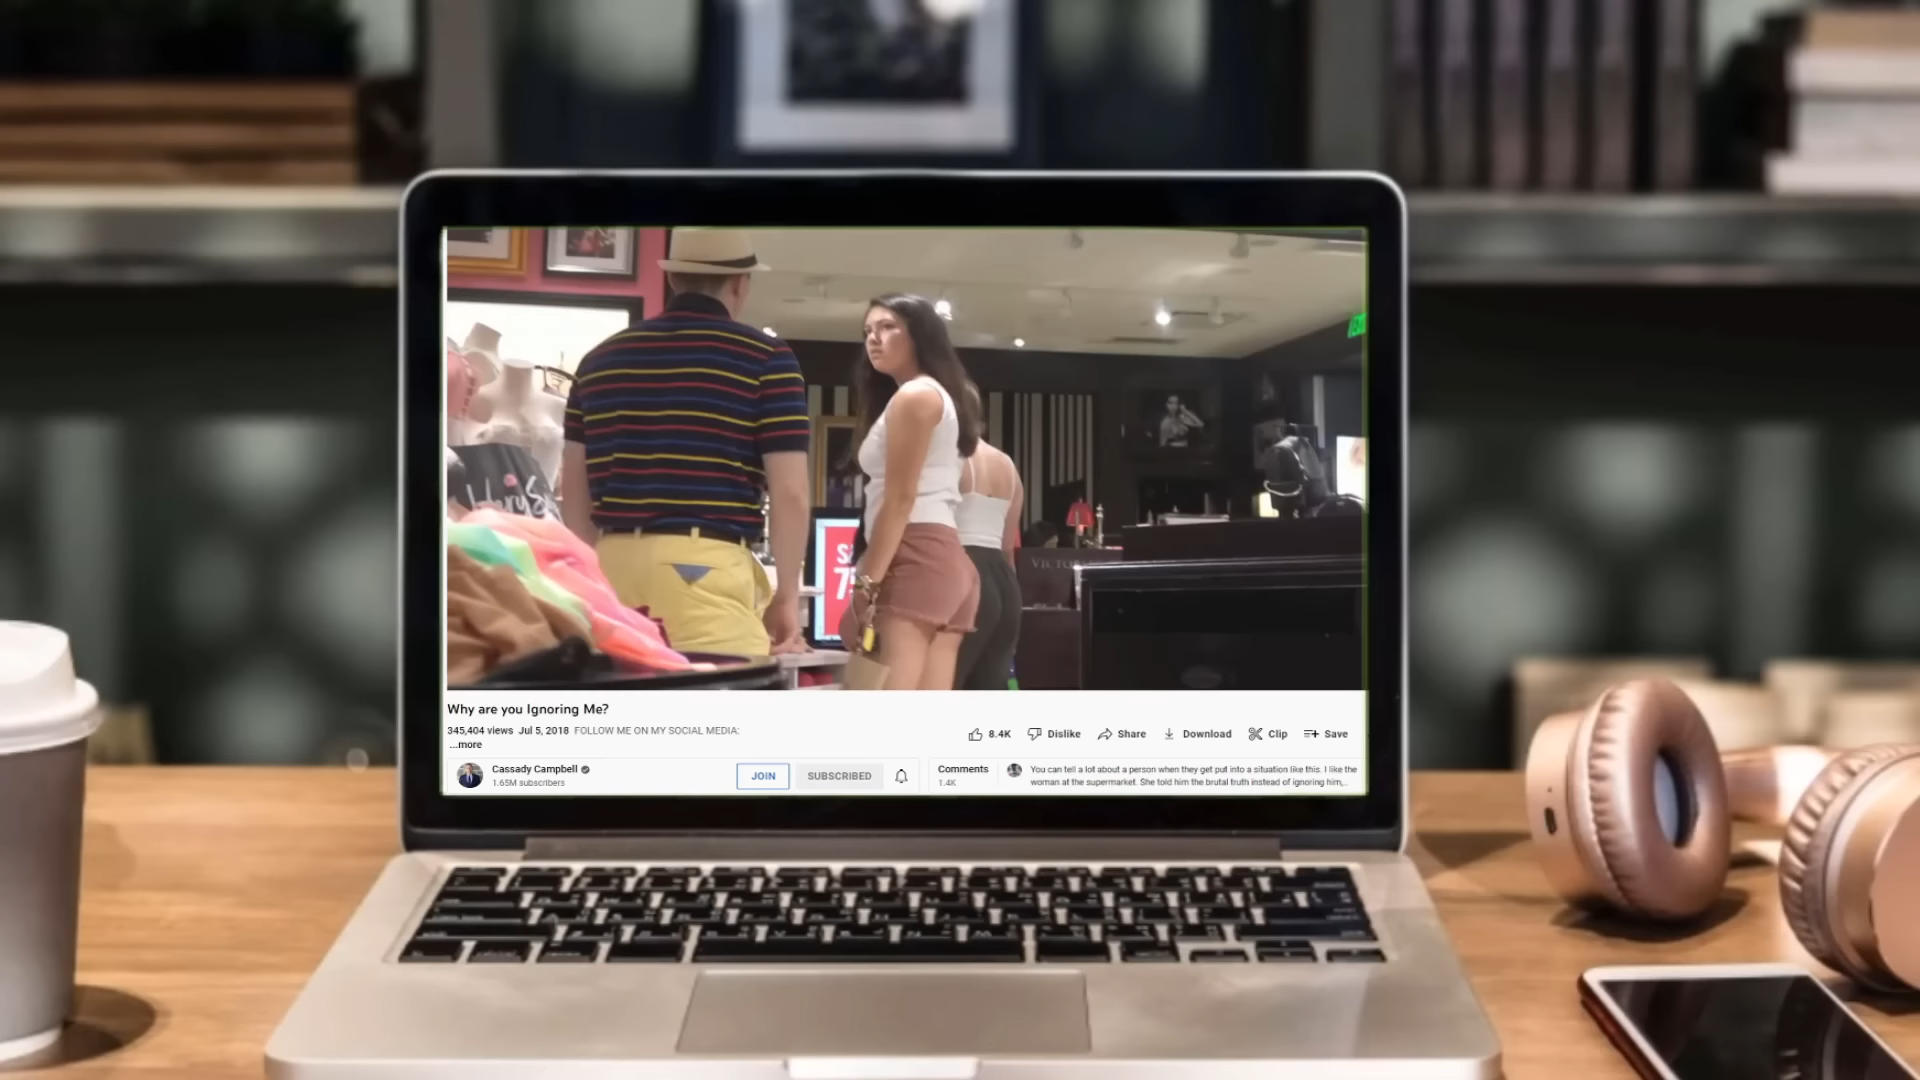 Why are you Ignoring Me?
345,404 views Jul 5, 2018 FOLLOW ME ON MY SOCIAL MEDIA:
...more
8.4K Dislike Share Download Clip Save
Cassady Campbell
1.65M subscribers
JOIN SUBSCRIBED
Comments
1.4K
You can tell a lot about a person when they get put into a situation like this. I like the
woman at the supermarket. She told him the brutal truth instead of ignoring him,...